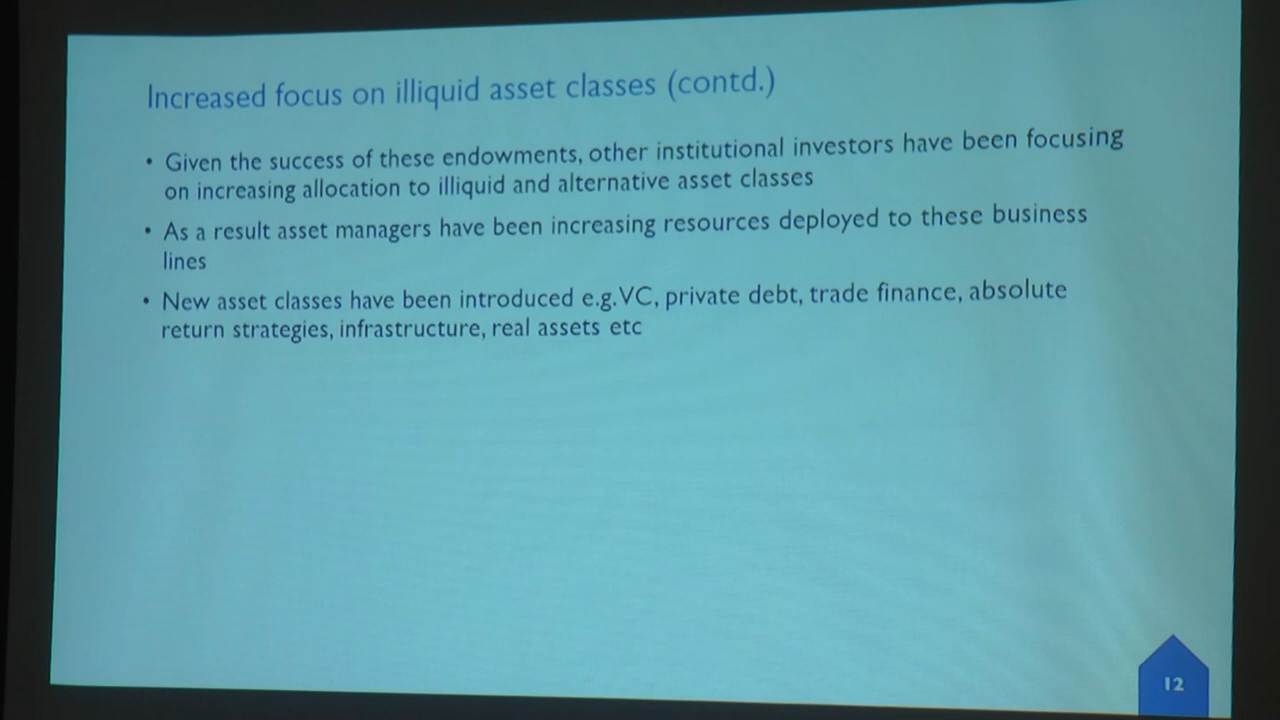 Increased focus on illiquid asset classes (contd.)
• Given the success of these endowments, other institutional investors have been focusing
on increasing allocation to illiquid and alternative asset classes
• As a result asset managers have been increasing resources deployed to these business
lines
• New asset classes have been introduced e.g. VC, private debt, trade finance, absolute
return strategies, infrastructure, real assets etc
12